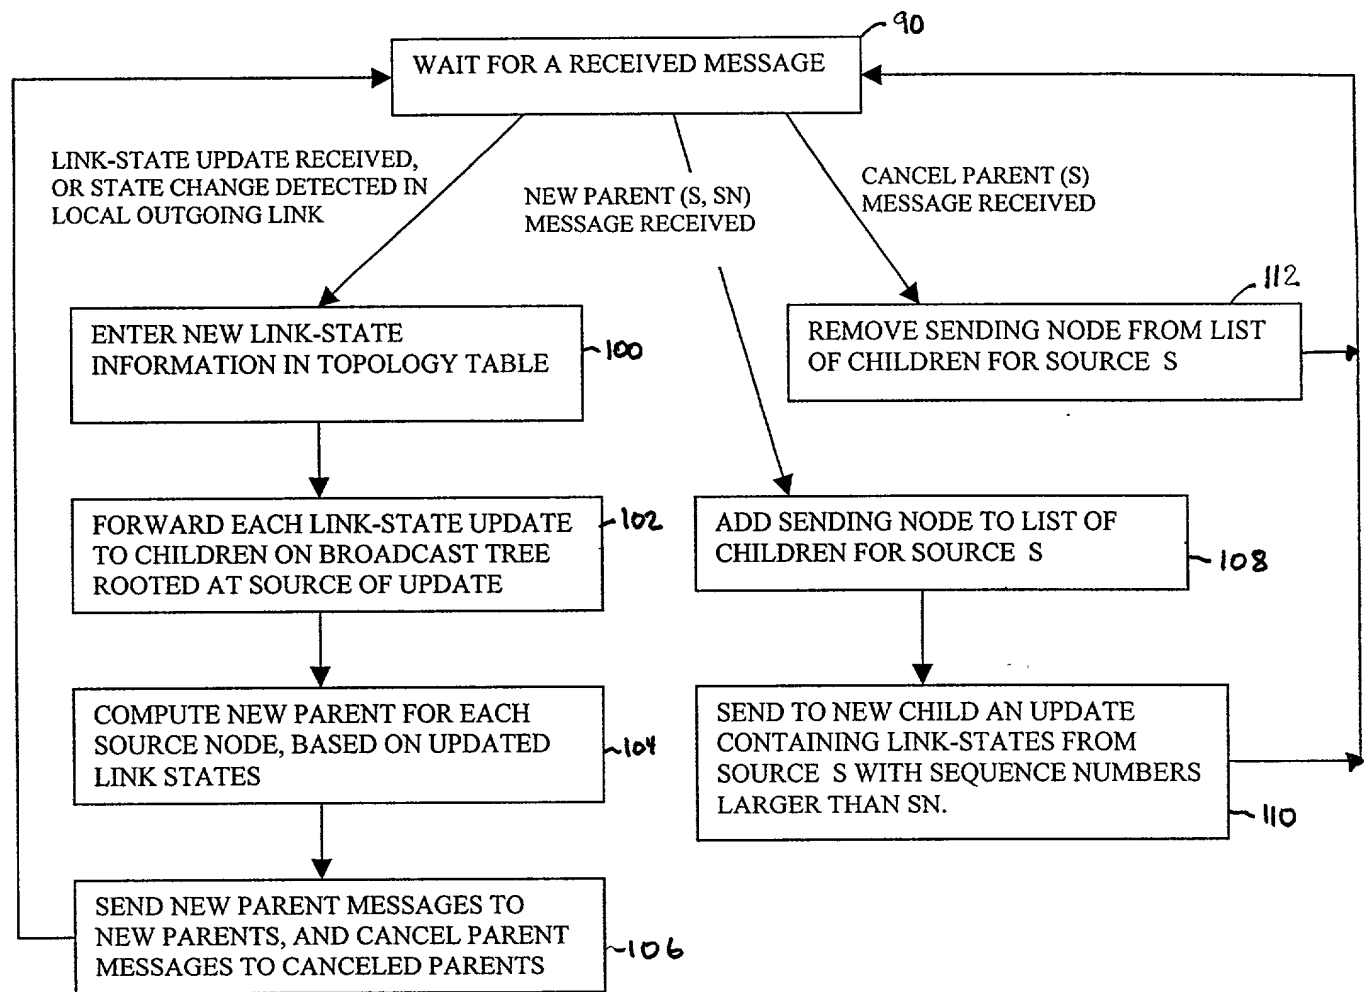 90
WAIT FOR A RECEIVED MESSAGE
LINK-STATE UPDATE RECEIVED,
OR STATE CHANGE DETECTED IN
LOCAL OUTGOING LINK
NEW PARENT (S, SN)
MESSAGE RECEIVED
CANCEL PARENT (S)
MESSAGE RECEIVED
ENTER NEW LINK-STATE
INFORMATION IN TOPOLOGY TABLE
100
112
REMOVE SENDING NODE FROM LIST
OF CHILDREN FOR SOURCE S
FORWARD EACH LINK-STATE UPDATE
TO CHILDREN ON BROADCAST TREE
ROOTED AT SOURCE OF UPDATE
102
ADD SENDING NODE TO LIST OF
CHILDREN FOR SOURCE S
108
COMPUTE NEW PARENT FOR EACH
SOURCE NODE, BASED ON UPDATED
LINK STATES
104
SEND TO NEW CHILD AN UPDATE
CONTAINING LINK-STATES FROM
SOURCE S WITH SEQUENCE NUMBERS
LARGER THAN SN.
110
SEND NEW PARENT MESSAGES TO
NEW PARENTS, AND CANCEL PARENT
MESSAGES TO CANCELED PARENTS
106